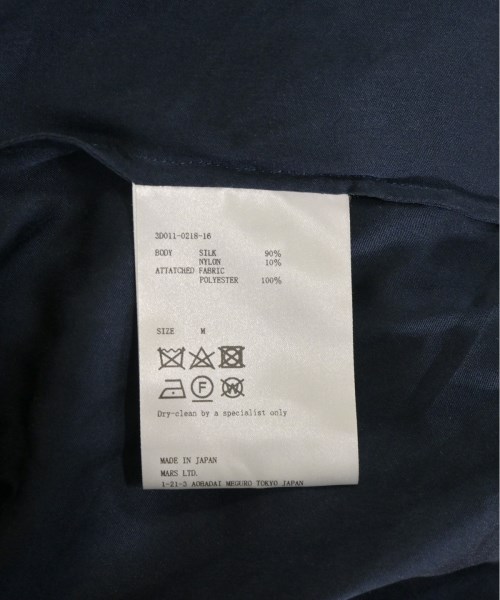 2D011-0218-16
BODY SILK 90%
NYLON 10%
ATTATCHED FABRIC
POLYESTER 100%
SIZE M
F W
Dry-clean by a specialist only
MADE IN JAPAN
MARS LTD.
1-21-3 AOBADAI MEGURO TOKYO JAPAN